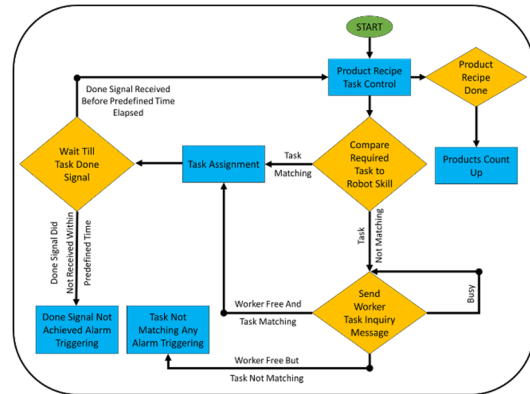 START
Product Recipe
Task Control
Product
Recipe
Done
Done Signal Received
Before Predefined Time
Elapsed
Wait Till
Task Done
Signal
Task Assignment
Task
Matching
Compare
Required
Task to
Robot Skill
Products Count
Up
Done Signal Did
Not Received Within
Predefined Time
Task
Not Matching
Busy
Send
Worker
Task Inquiry
Message
Worker Free And
Task Matching
Done Signal Not
Achieved Alarm
Triggering
Task Not
Matching Any
Alarm Triggering
Worker Free But
Task Not Matching